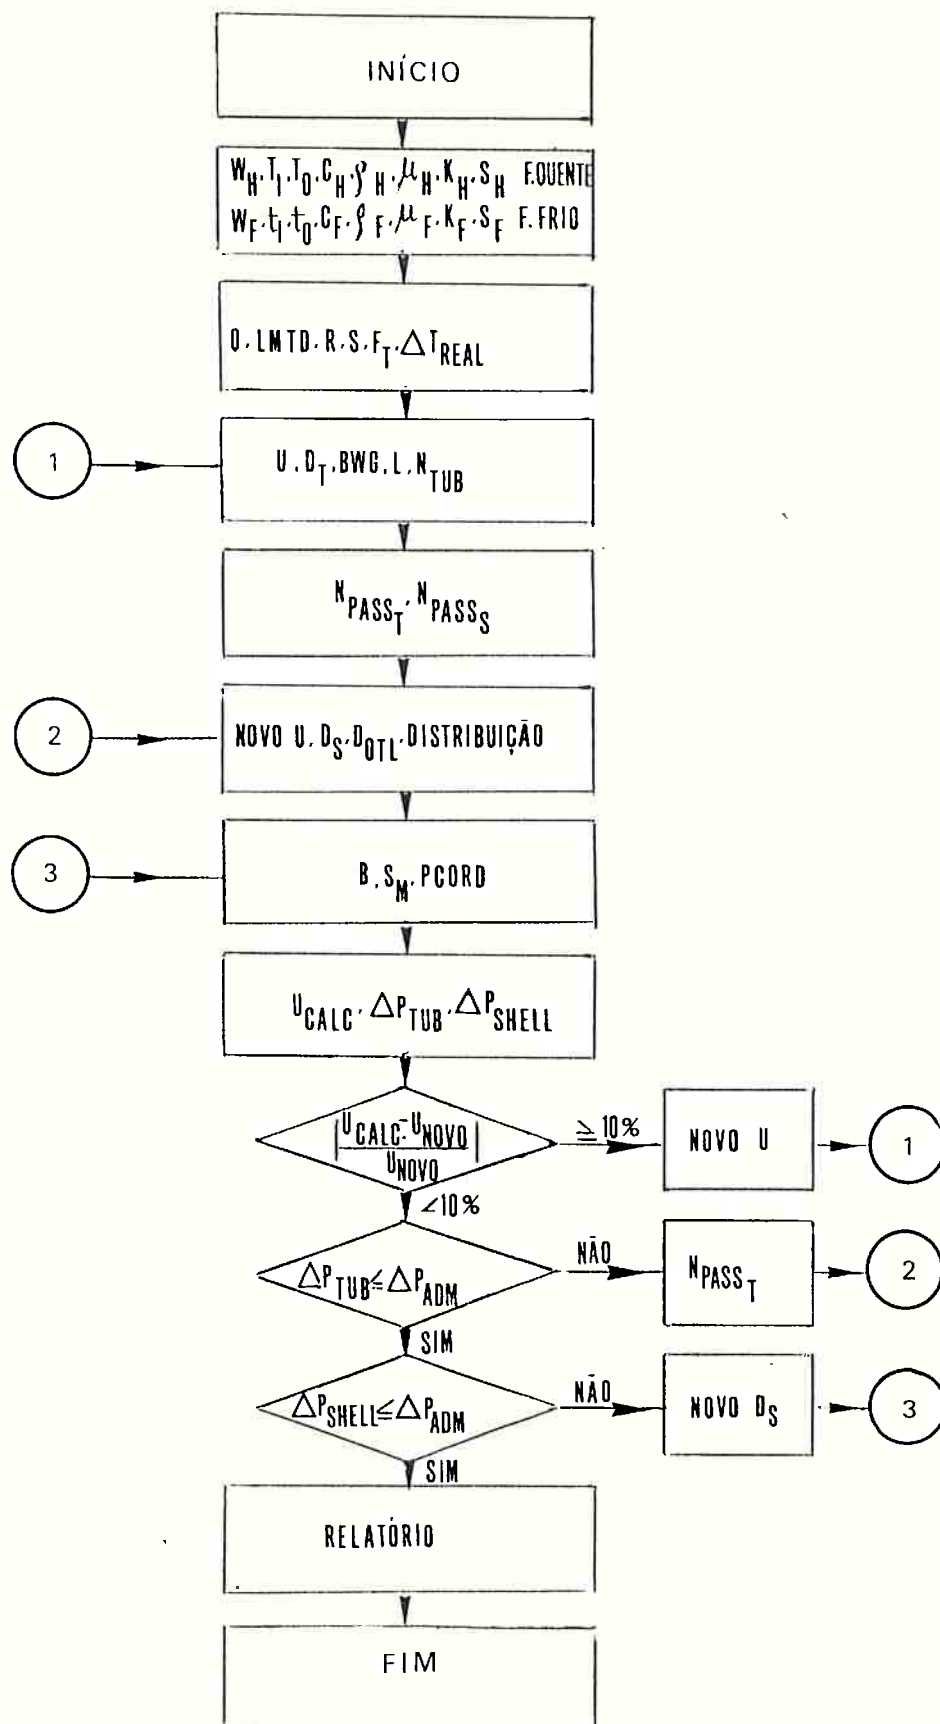 INÍCIO
W_H.T_I.T_O.C_H.ρ_H.μ_H.K_H.S_H F.QUENTE
W_F.t_I.t_O.C_F.ρ_F.μ_F.K_F.S_F F.FRIO
Q.LMTD.R.S.F_T.ΔT_REAL
1
U.D_T.BWG.L.N_TUB
N_PASS_T.N_PASS_S
2
NOVO U.D_S.D_OTL.DISTRIBUIÇÃO
3
B.S_M.PCORD
U_CALC.ΔP_TUB.ΔP_SHELL
|U_CALC-U_NOVO|
U_NOVO
≥10%
NOVO U
1
<10%
ΔP_TUB≤ΔP_ADM
NÃO
N_PASS_T
2
SIM
ΔP_SHELL≤ΔP_ADM
NÃO
NOVO D_S
3
SIM
RELATÓRIO
FIM